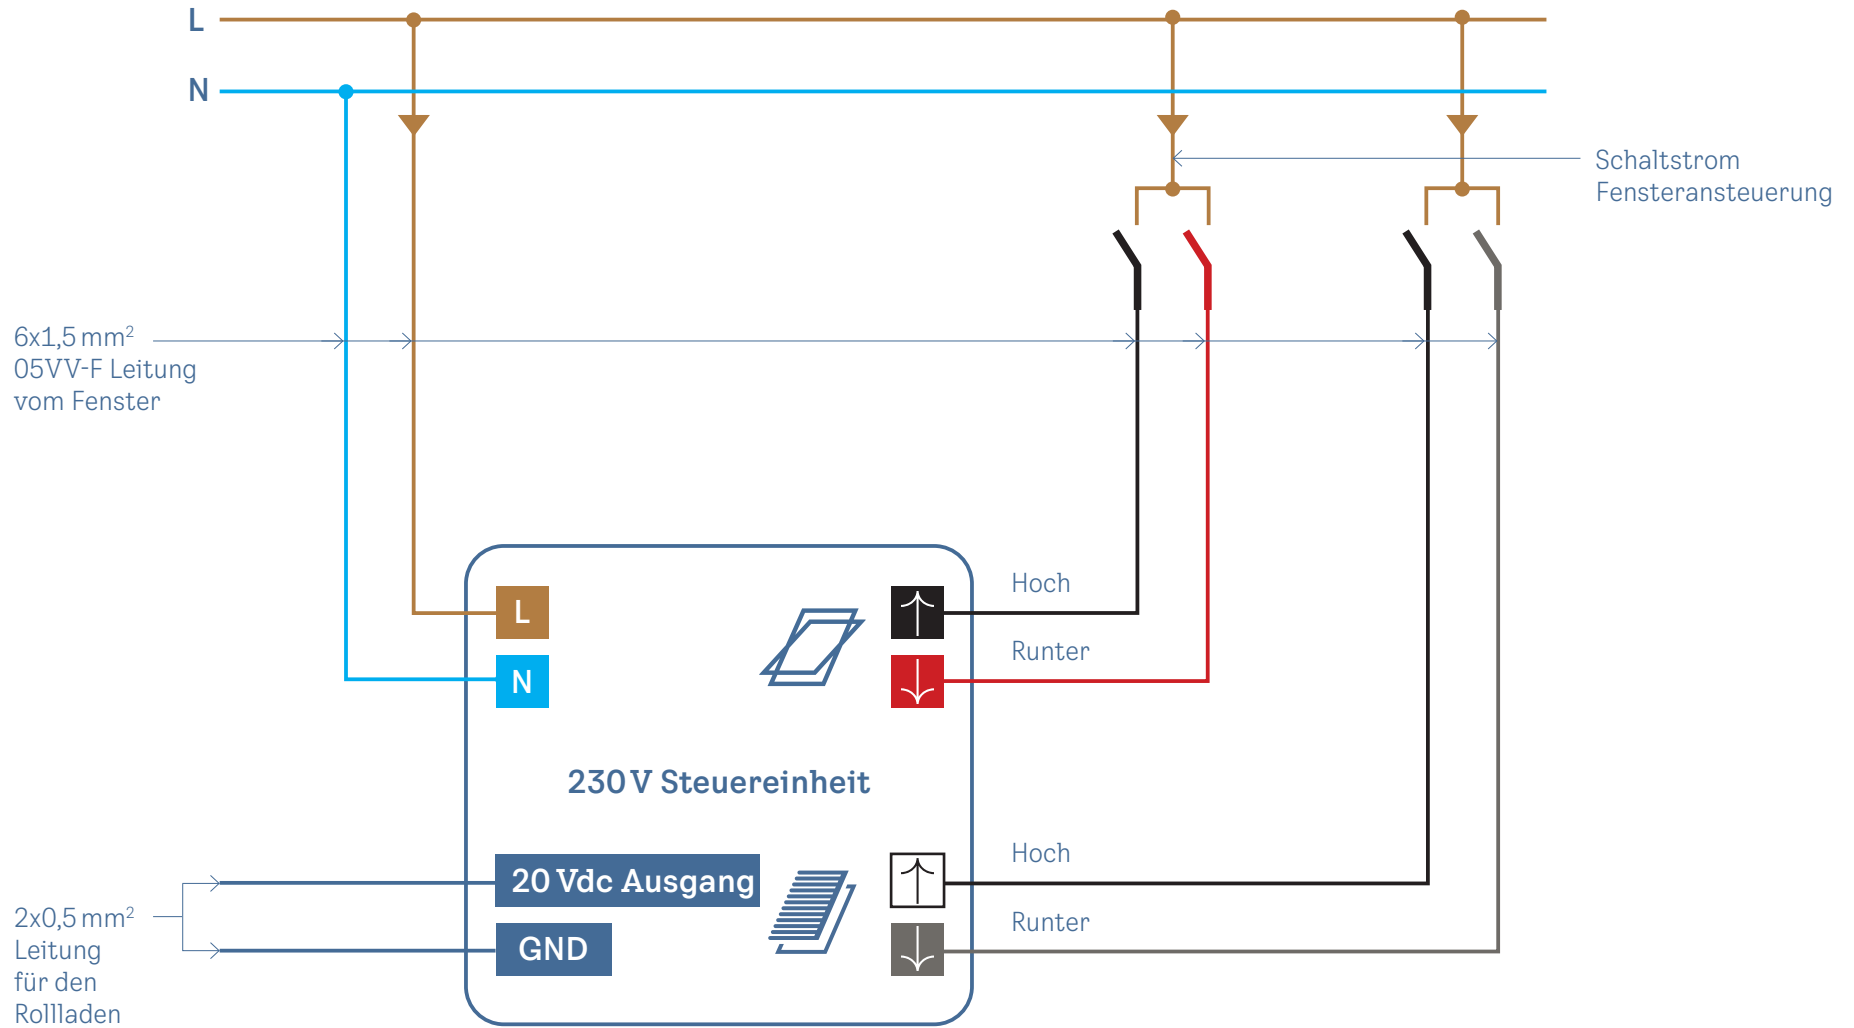 L
N
Schaltstrom
Fensteransteuerung
6x1,5 mm²
05VV-F Leitung
vom Fenster
Hoch
L
Runter
N
230 V Steuereinheit
Hoch
20 Vdc Ausgang
Runter
GND
2x0,5 mm²
Leitung
für den
Rollladen